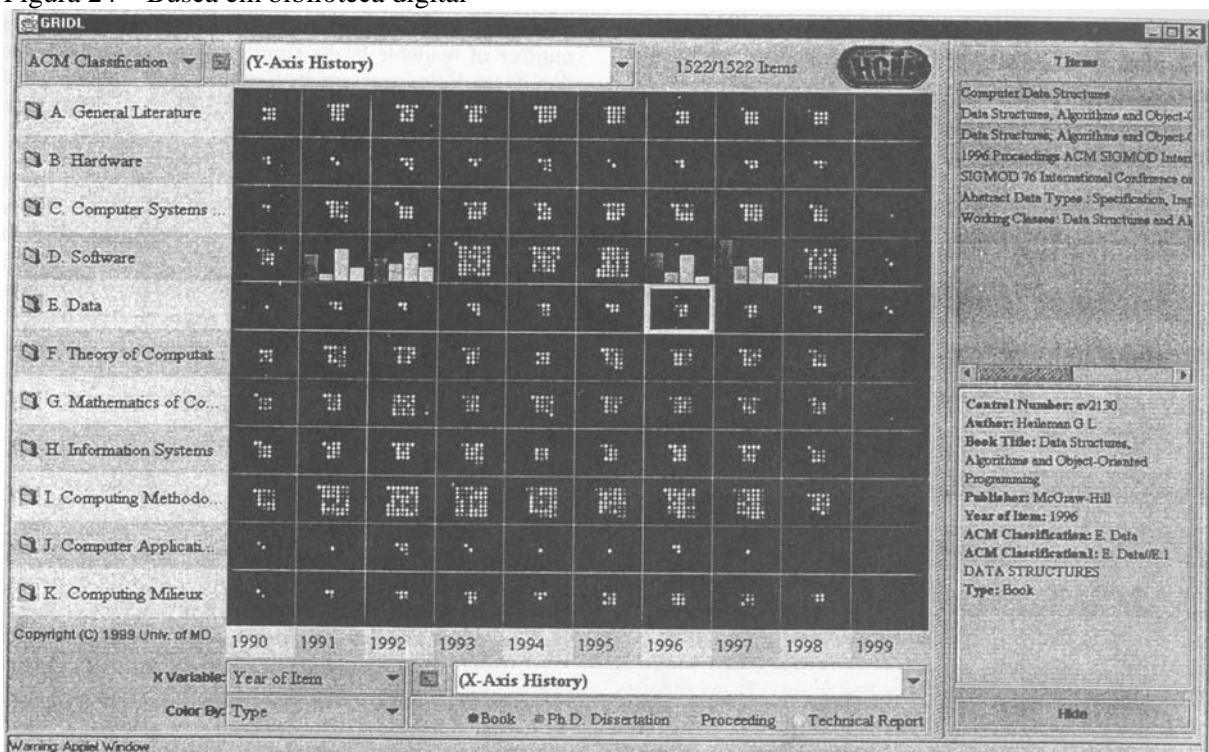 Figura 24 – Busca em biblioteca digital
GRIDL
ACM Classification
(Y-Axis History)
1522/1522 Items
HCIL
7 Items
A. General Literature
B. Hardware
C. Computer Systems ...
D. Software
E. Data
F. Theory of Computat...
G. Mathematics of Co...
H. Information Systems
I. Computing Methodo...
J. Computer Applicati...
K. Computing Milieux
Computer Data Structures
Data Structures, Algorithms and Object-(
Data Structures, Algorithms and Object-(
1996 Proceedings ACM SIGMOD Intern
SIGMOD 76 International Conference on
Abstract Data Types : Specification, Imp
Working Classes: Data Structures and Al
Control Number: av2130
Author: Heileman G L
Book Title: Data Structures,
Algorithms and Object-Oriented
Programming
Publisher: McGraw-Hill
Year of Item: 1996
ACM Classification: E. Data
ACM Classification1: E. Data//E.1
DATA STRUCTURES
Type: Book
Hide
Copyright (C) 1999 Univ. of MD
1990 1991 1992 1993 1994 1995 1996 1997 1998 1999
X Variable: Year of Item
(X-Axis History)
Color By: Type
Book Ph.D. Dissertation Proceeding Technical Report
Warning: Applet Window